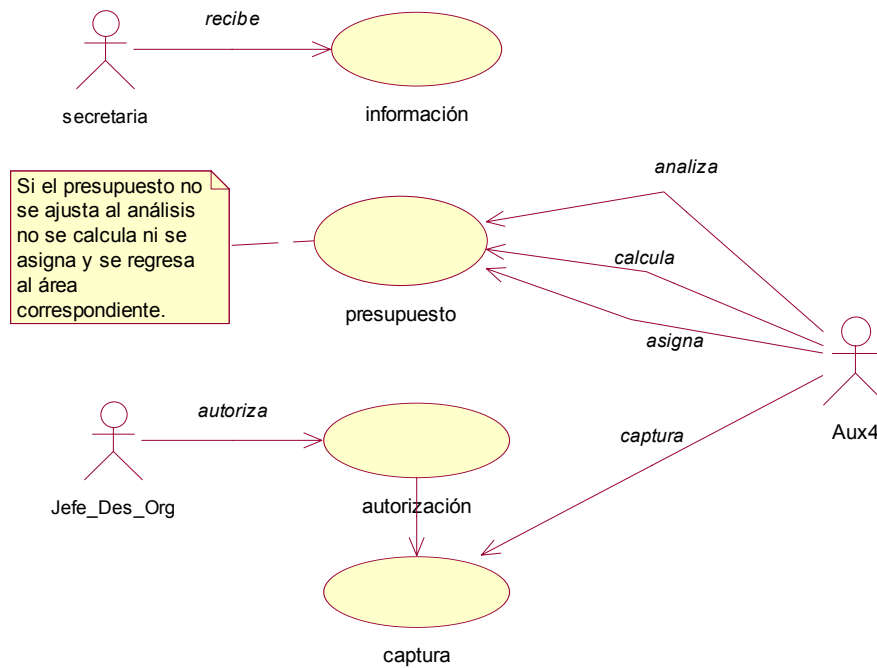 recibe
secretaria
información
Si el presupuesto no
se ajusta al análisis
no se calcula ni se
asigna y se regresa
al área
correspondiente.
analiza
calcula
presupuesto
asigna
autoriza
captura
Aux4
Jefe_Des_Org
autorización
captura